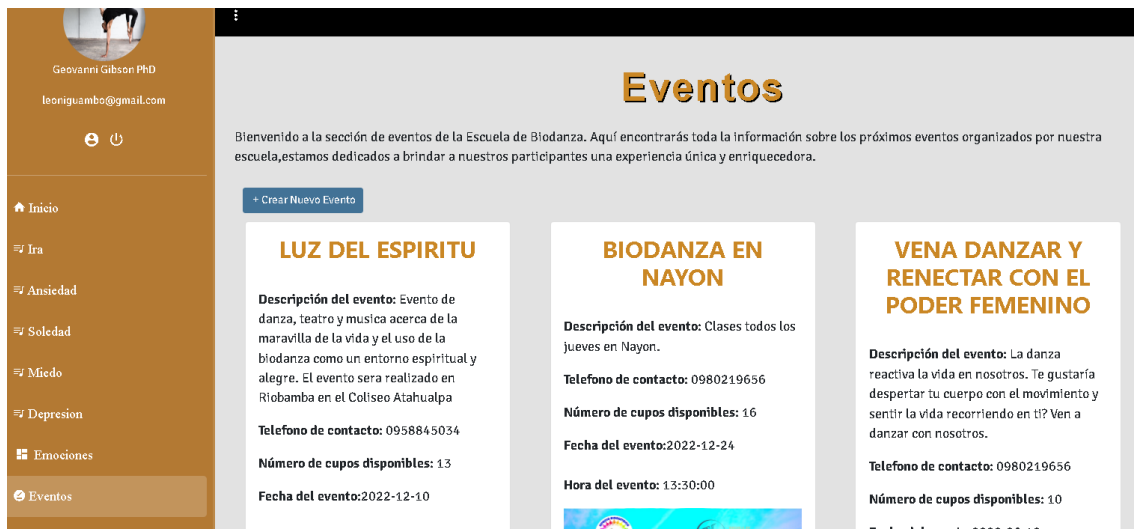 Geovanni Gibson PhD
leoniguambo@gmail.com
Inicio
Ira
Ansiedad
Soledad
Miedo
Depresion
Emociones
Eventos
Eventos
Bienvenido a la sección de eventos de la Escuela de Biodanza. Aquí encontrarás toda la información sobre los próximos eventos organizados por nuestra
escuela,estamos dedicados a brindar a nuestros participantes una experiencia única y enriquecedora.
+ Crear Nuevo Evento
LUZ DEL ESPIRITU
Descripción del evento: Evento de
danza, teatro y musica acerca de la
maravilla de la vida y el uso de la
biodanza como un entorno espiritual y
alegre. El evento sera realizado en
Riobamba en el Coliseo Atahualpa
Telefono de contacto: 0958845034
Número de cupos disponibles: 13
Fecha del evento:2022-12-10
BIODANZA EN
NAYON
Descripción del evento: Clases todos los
jueves en Nayon.
Telefono de contacto: 0980219656
Número de cupos disponibles: 16
Fecha del evento:2022-12-24
Hora del evento: 13:30:00
VENA DANZAR Y
RENECTAR CON EL
PODER FEMENINO
Descripción del evento: La danza
reactiva la vida en nosotros. Te gustaría
despertar tu cuerpo con el movimiento y
sentir la vida recorriendo en ti? Ven a
danzar con nosotros.
Telefono de contacto: 0980219656
Número de cupos disponibles: 10